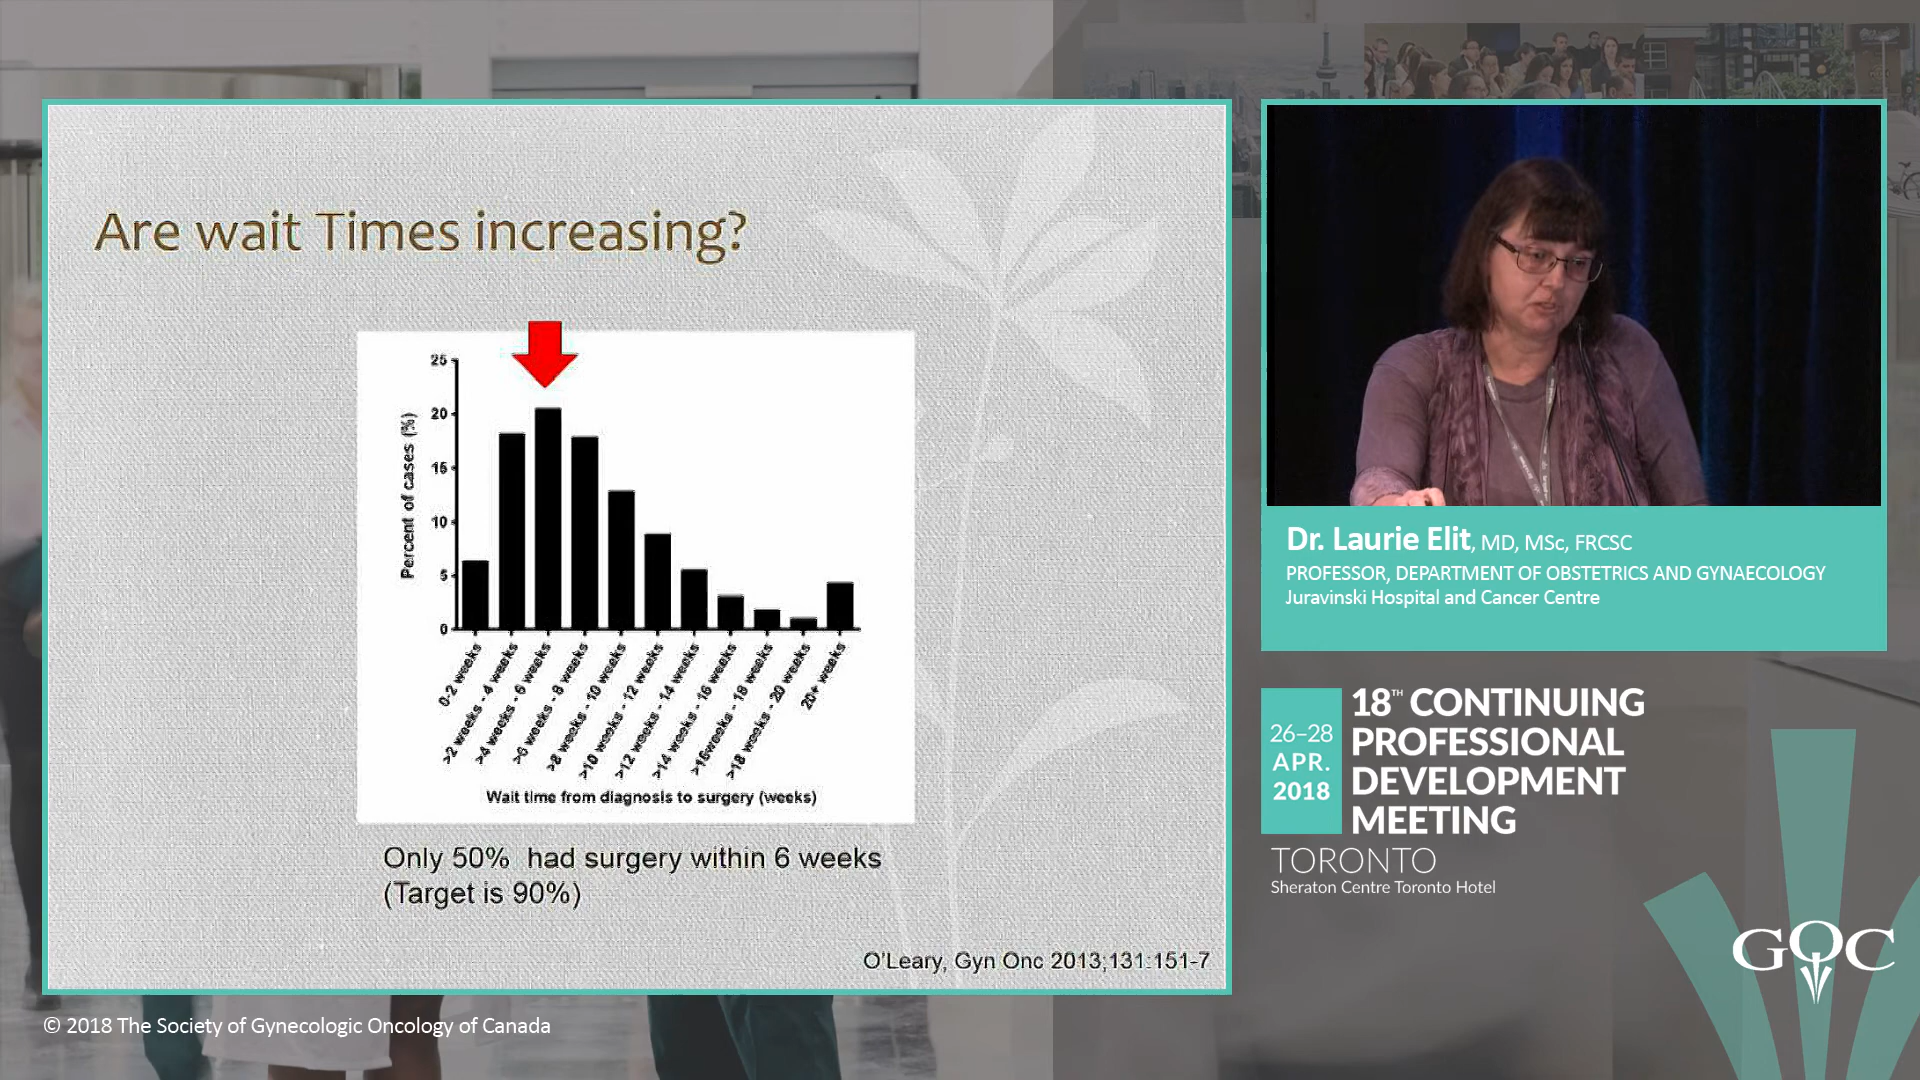 Are wait Times increasing?
25
20
15
10
5
0
Percent of cases (%)
0-2 weeks
>2 weeks - 4 weeks
>4 weeks - 6 weeks
>6 weeks - 8 weeks
>8 weeks - 10 weeks
>10 weeks - 12 weeks
>12 weeks - 14 weeks
>14 weeks - 16 weeks
>16weeks - 18 weeks
>18 weeks - 20 weeks
20+ weeks
Wait time from diagnosis to surgery (weeks)
Only 50% had surgery within 6 weeks
(Target is 90%)
O'Leary, Gyn Onc 2013;131:151-7
© 2018 The Society of Gynecologic Oncology of Canada
Dr. Laurie Elit, MD, MSc, FRCSC
PROFESSOR, DEPARTMENT OF OBSTETRICS AND GYNAECOLOGY
Juravinski Hospital and Cancer Centre
26–28
APR.
2018
18TH CONTINUING
PROFESSIONAL
DEVELOPMENT
MEETING
TORONTO
Sheraton Centre Toronto Hotel
GOC